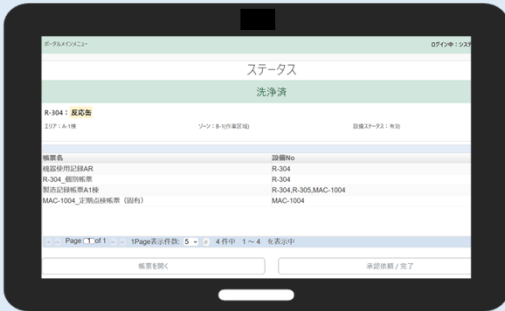 ポータルメインメニュー ログイン中：シス
ステータス
洗浄済
R-304：反応缶
エリア：A-1棟 ゾーン：B-1(作業区域) 設備ステータス：有効
帳票名 設備No
機器使用記録AR R-304
R-304_個別帳票 R-304
製造記録帳票A1棟 R-304,R-305,MAC-1004
MAC-1004_定期点検帳票（固有） MAC-1004
Page 1 of 1 1Page表示件数: 5 4 件中 1 ～ 4 を表示中
帳票を開く 承認依頼 / 完了